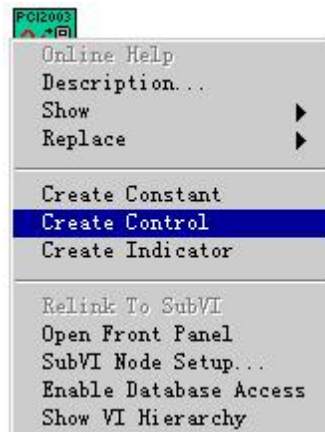 PCI2003
Online Help
Description...
Show
Replace
Create Constant
Create Control
Create Indicator
Relink To SubVI
Open Front Panel
SubVI Node Setup...
Enable Database Access
Show VI Hierarchy